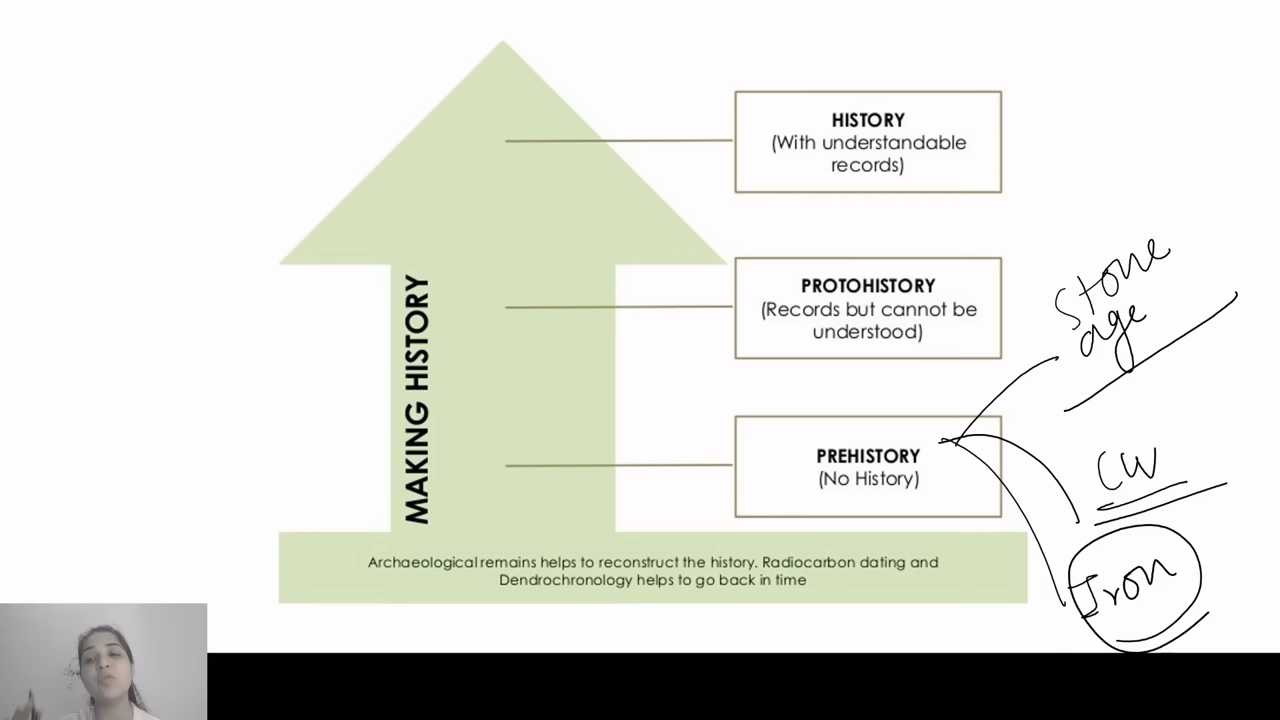 HISTORY
(With understandable
records)
PROTOHISTORY
(Records but cannot be
understood)
PREHISTORY
(No History)
MAKING HISTORY
Archaeological remains helps to reconstruct the history. Radiocarbon dating and
Dendrochronology helps to go back in time
Stone
age
CW
Iron